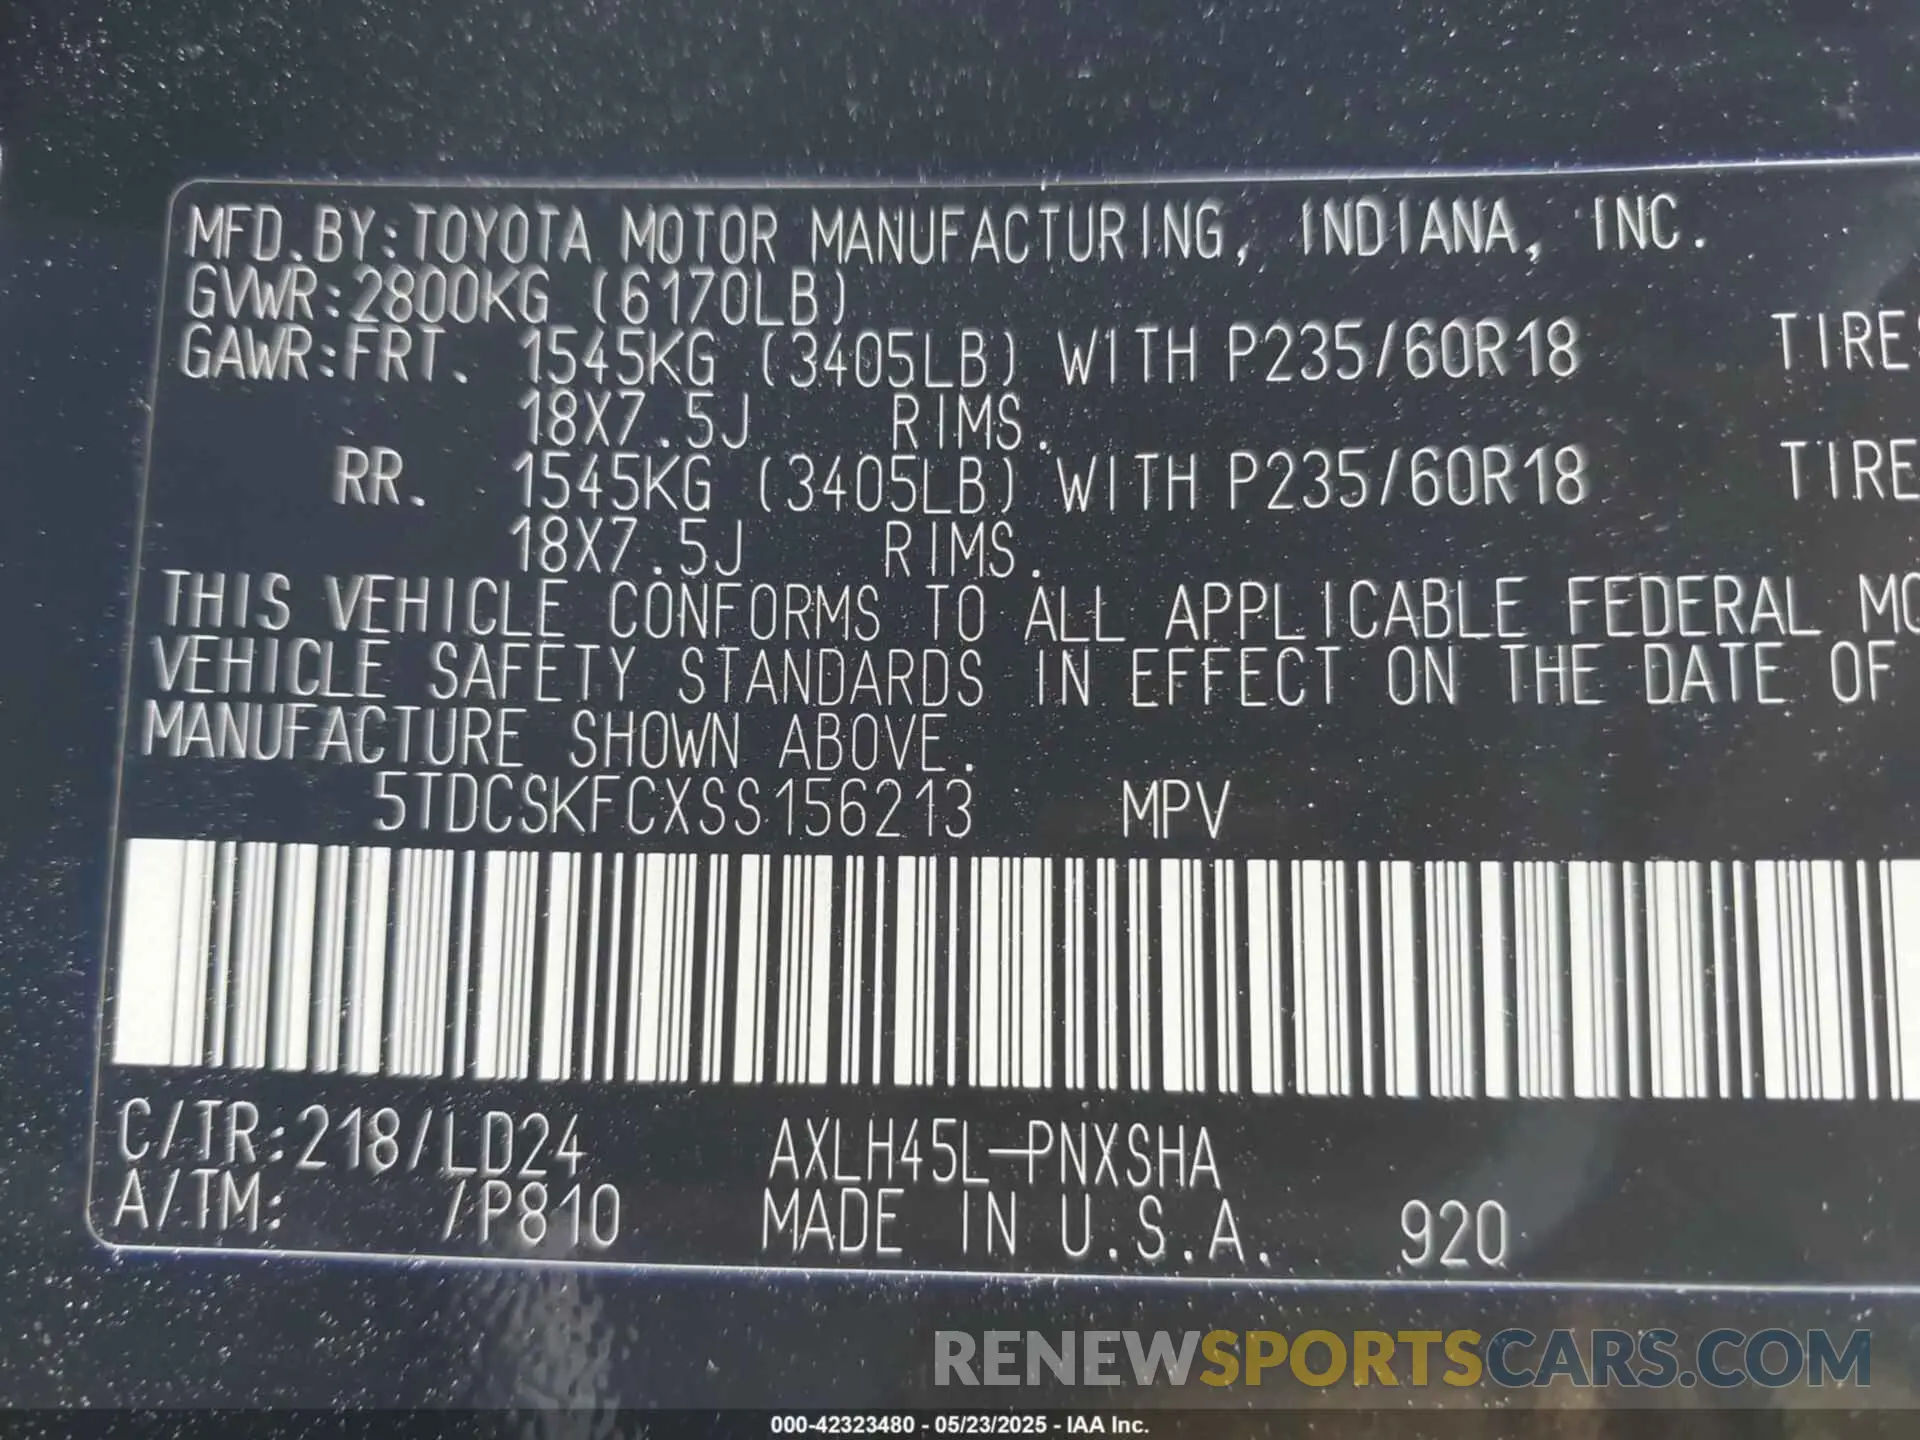 MFD.BY:TOYOTA MOTOR MANUFACTURING, INDIANA, INC.
GVWR:2800KG (6170LB)
GAWR:FRT. 1545KG (3405LB) WITH P235/60R18 TIRES
18X7.5J RIMS.
RR. 1545KG (3405LB) WITH P235/60R18 TIRE
18X7.5J RIMS.
THIS VEHICLE CONFORMS TO ALL APPLICABLE FEDERAL MO
VEHICLE SAFETY STANDARDS IN EFFECT ON THE DATE OF
MANUFACTURE SHOWN ABOVE.
5TDCSKFCXSS156213 MPV
C/TR:218/LD24 AXLH45L-PNXSHA
A/TM: /P810 MADE IN U.S.A. 920
RENEWSPORTSCARS.COM
000-42323480 - 05/23/2025 - IAA Inc.